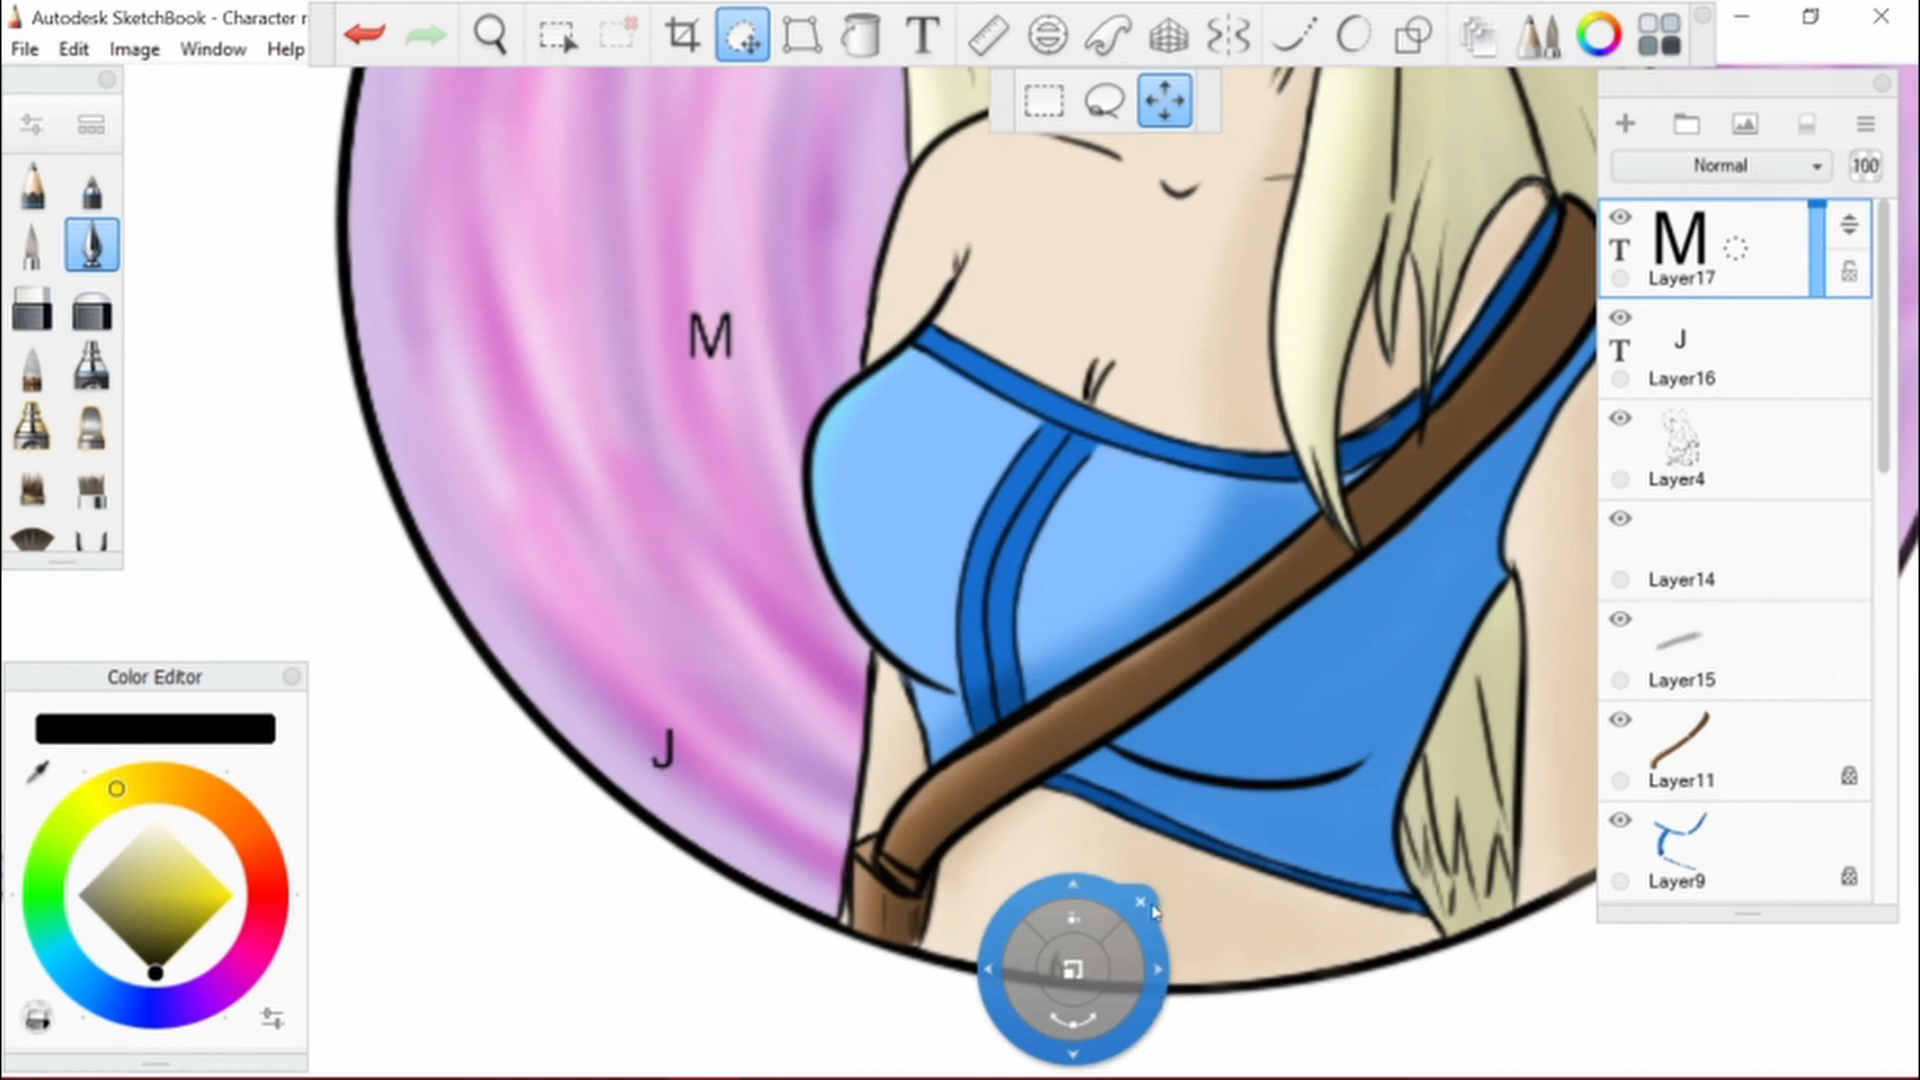 Autodesk SketchBook - Character r
File Edit Image Window Help
T
Normal 100
M
T
Layer17
J
T
Layer16
Layer4
Layer14
Layer15
Layer11
Layer9
M
J
Color Editor